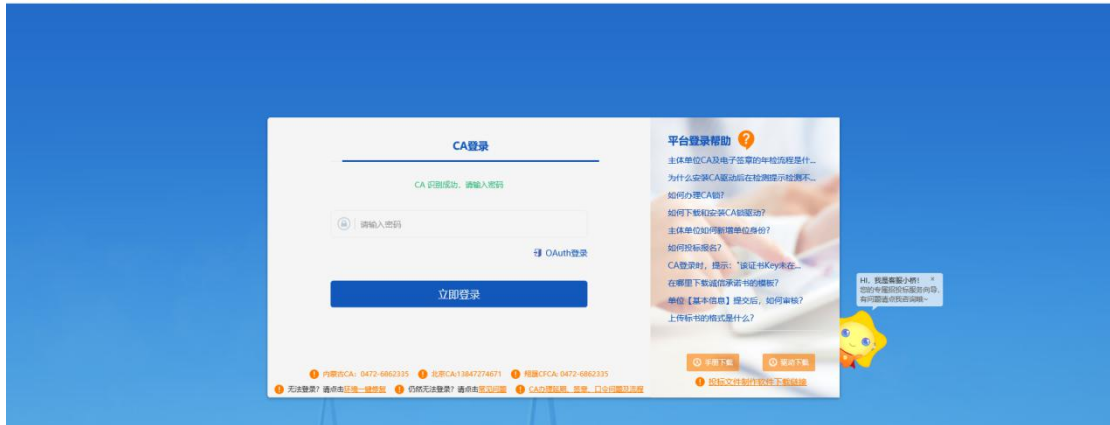 CA登录
CA 识别成功，请输入密码
请输入密码
OAuth登录
立即登录
内蒙古CA：0472-6862335 北京CA:13847274671 CFCA: 0472-6862335
无法登录？请点击环境一键修复 仍然无法登录？请点击常见问题 CA办理延期、签章、口令问题及流程
平台登录帮助
主体单位CA及电子签章的年检流程是什...
为什么安装CA驱动后在检测提示检测不...
如何办理CA锁?
如何下载和安装CA锁驱动?
主体单位如何新增单位身份?
如何投标报名?
CA登录时，提示："该证书Key未在...
在哪里下载诚信承诺书的模板?
单位【基本信息】提交后，如何审核?
上传标书的格式是什么?
手册下载 驱动下载
投标文件制作软件下载链接
HI，我是客服小桥！ ×
您的专属招投标服务向导，
有问题请点我咨询哦~